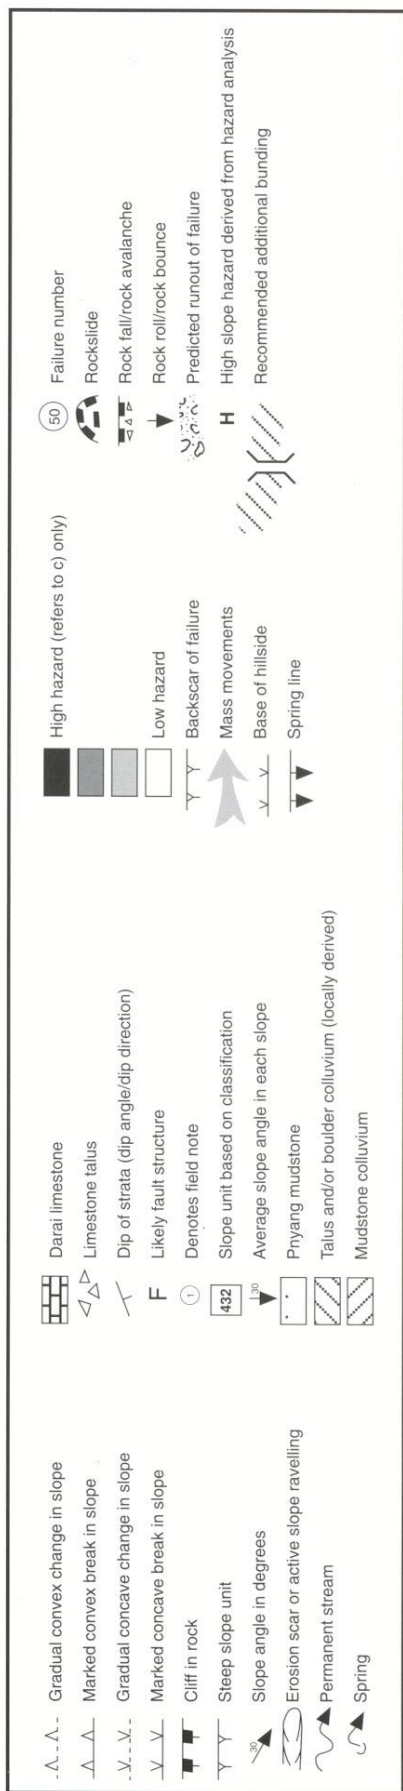 Gradual convex change in slope
Marked convex break in slope
Gradual concave change in slope
Marked concave break in slope
Cliff in rock
Steep slope unit
30 Slope angle in degrees
Erosion scar or active slope ravelling
Permanent stream
Spring
Darai limestone
Limestone talus
Dip of strata (dip angle/dip direction)
F Likely fault structure
1 Denotes field note
432 Slope unit based on classification
30 Average slope angle in each slope
Pnyang mudstone
Talus and/or boulder colluvium (locally derived)
Mudstone colluvium
High hazard (refers to c) only)
Low hazard
Backscar of failure
Mass movements
Base of hillside
Spring line
50 Failure number
Rockslide
Rock fall/rock avalanche
Rock roll/rock bounce
Predicted runout of failure
H High slope hazard derived from hazard analysis
Recommended additional bunding